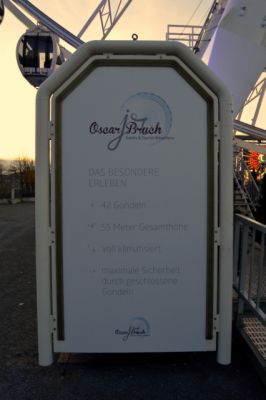 Oscar Bruch jr
DAS BESONDERE
ERLEBEN
42 Gondeln
55 Meter Gesamthöhe
Voll klimatisiert
maximale Sicherheit
durch geschlossene
Gondeln
Oscar Bruch